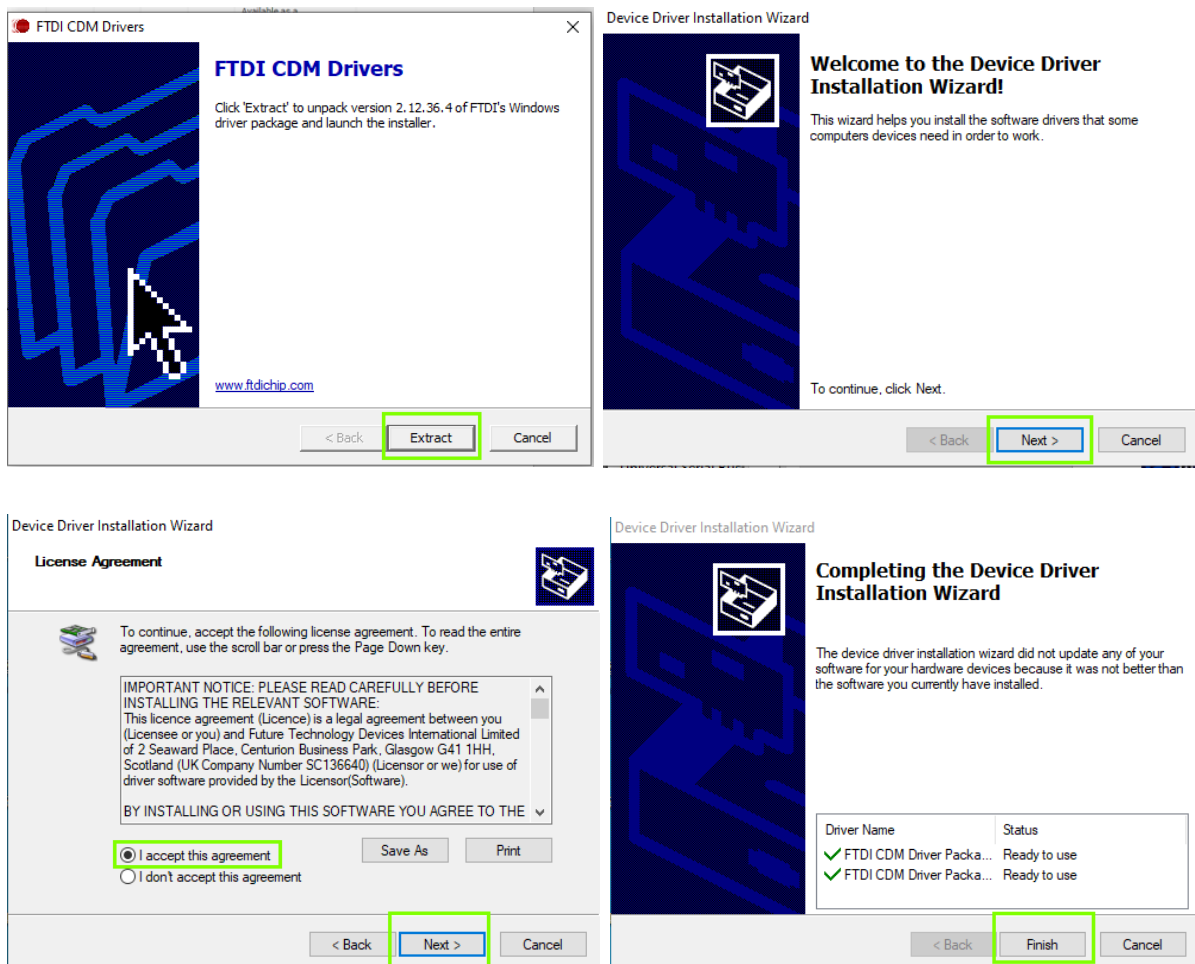 Available as a
FTDI CDM Drivers
FTDI CDM Drivers
Click 'Extract' to unpack version 2.12.36.4 of FTDI's Windows
driver package and launch the installer.
www.ftdichip.com
< Back
Extract
Cancel
Device Driver Installation Wizard
Welcome to the Device Driver
Installation Wizard!
This wizard helps you install the software drivers that some
computers devices need in order to work.
To continue, click Next.
< Back
Next >
Cancel
Universal Serial Bus
Device Driver Installation Wizard
License Agreement
To continue, accept the following license agreement. To read the entire
agreement, use the scroll bar or press the Page Down key.
IMPORTANT NOTICE: PLEASE READ CAREFULLY BEFORE
INSTALLING THE RELEVANT SOFTWARE:
This licence agreement (Licence) is a legal agreement between you
(Licensee or you) and Future Technology Devices International Limited
of 2 Seaward Place, Centurion Business Park, Glasgow G41 1HH,
Scotland (UK Company Number SC136640) (Licensor or we) for use of
driver software provided by the Licensor(Software).
BY INSTALLING OR USING THIS SOFTWARE YOU AGREE TO THE
I accept this agreement
Save As
Print
I don't accept this agreement
< Back
Next >
Cancel
Device Driver Installation Wizard
Completing the Device Driver
Installation Wizard
The device driver installation wizard did not update any of your
software for your hardware devices because it was not better than
the software you currently have installed.
Driver Name Status
FTDI CDM Driver Packa... Ready to use
FTDI CDM Driver Packa... Ready to use
< Back
Finish
Cancel